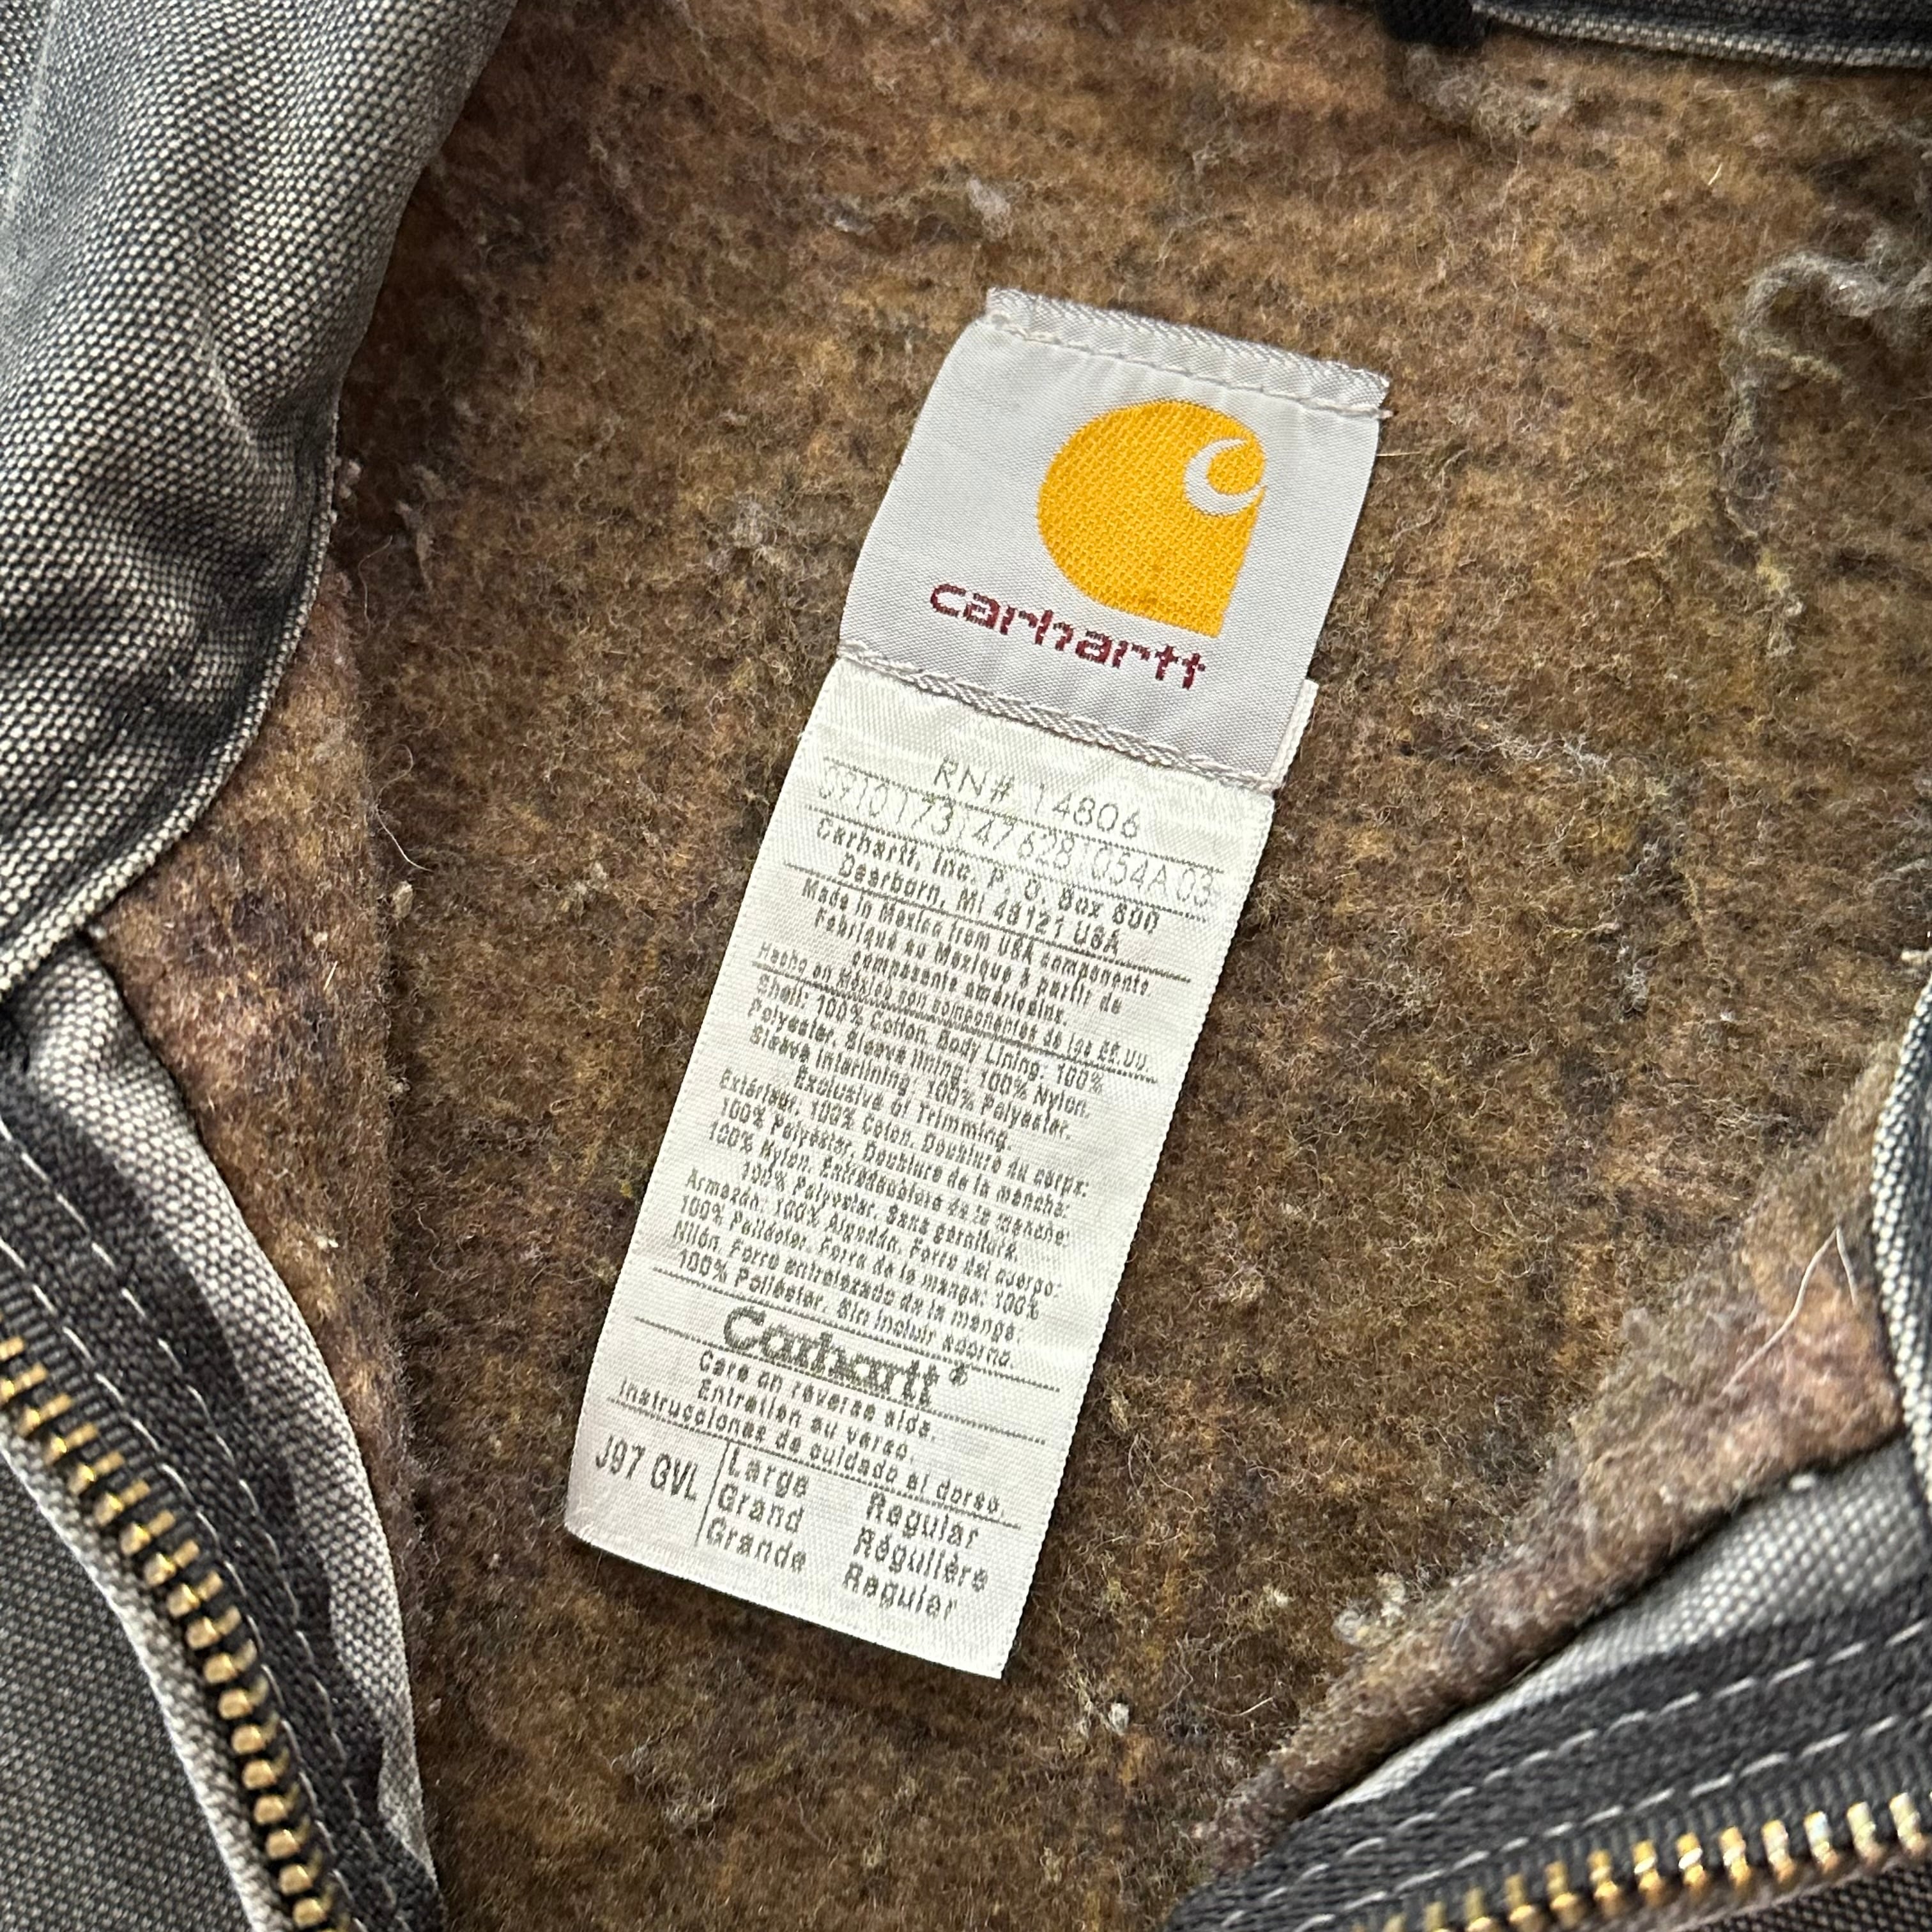 carhartt
RN# 14806
09101731476281054A 03
Carhartt, Inc. P. O. Box 600
Dearborn, MI 48121 USA
Made in Mexico from USA components.
Fabriqué au Mexique à partir de
composants américains.
Hecho en México con componentes de los EE.UU.
Shell: 100% Cotton. Body Lining: 100%
Polyester. Sleeve lining: 100% Nylon.
Sleeve Interlining: 100% Polyester.
Exclusive of Trimming.
Extérieur: 100% Coton. Doublure du corps:
100% Polyester. Doublure de la manche:
100% Nylon. Entredoublure de la manche:
100% Polyester. Sans garniture.
Armazón: 100% Algodón. Forro del cuerpo:
100% Poliéster. Forro de la manga: 100%
Nilón. Forro entrelazado de la manga:
100% Poliéster. Sin incluir adorno.
Carhartt®
Care on reverse side.
Entretien au verso.
Instrucciones de cuidado al dorso.
J97 GVL Large Regular
Grand Régulière
Grande Regular